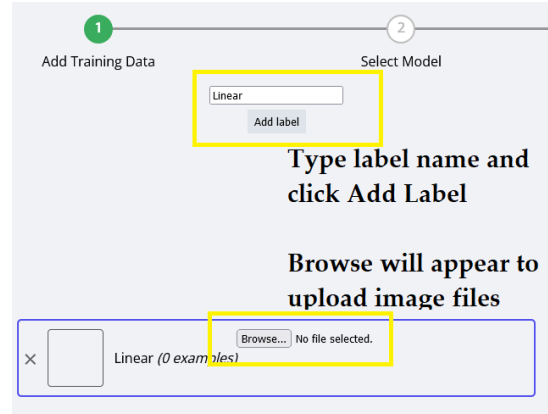 1 2
Add Training Data Select Model
Linear
Add label
Type label name and
click Add Label
Browse will appear to
upload image files
Browse... No file selected.
× Linear (0 examples)